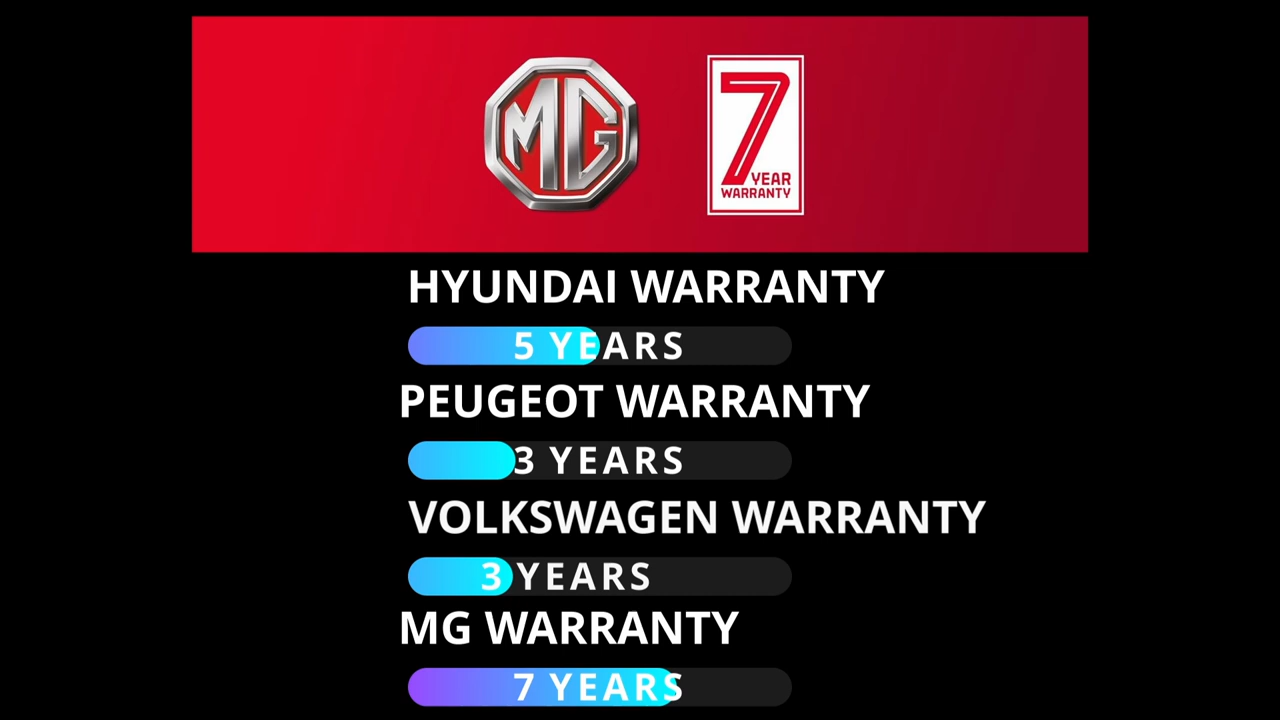 MG
7
YEAR
WARRANTY
HYUNDAI WARRANTY
5 YEARS
PEUGEOT WARRANTY
3 YEARS
VOLKSWAGEN WARRANTY
3 YEARS
MG WARRANTY
7 YEARS